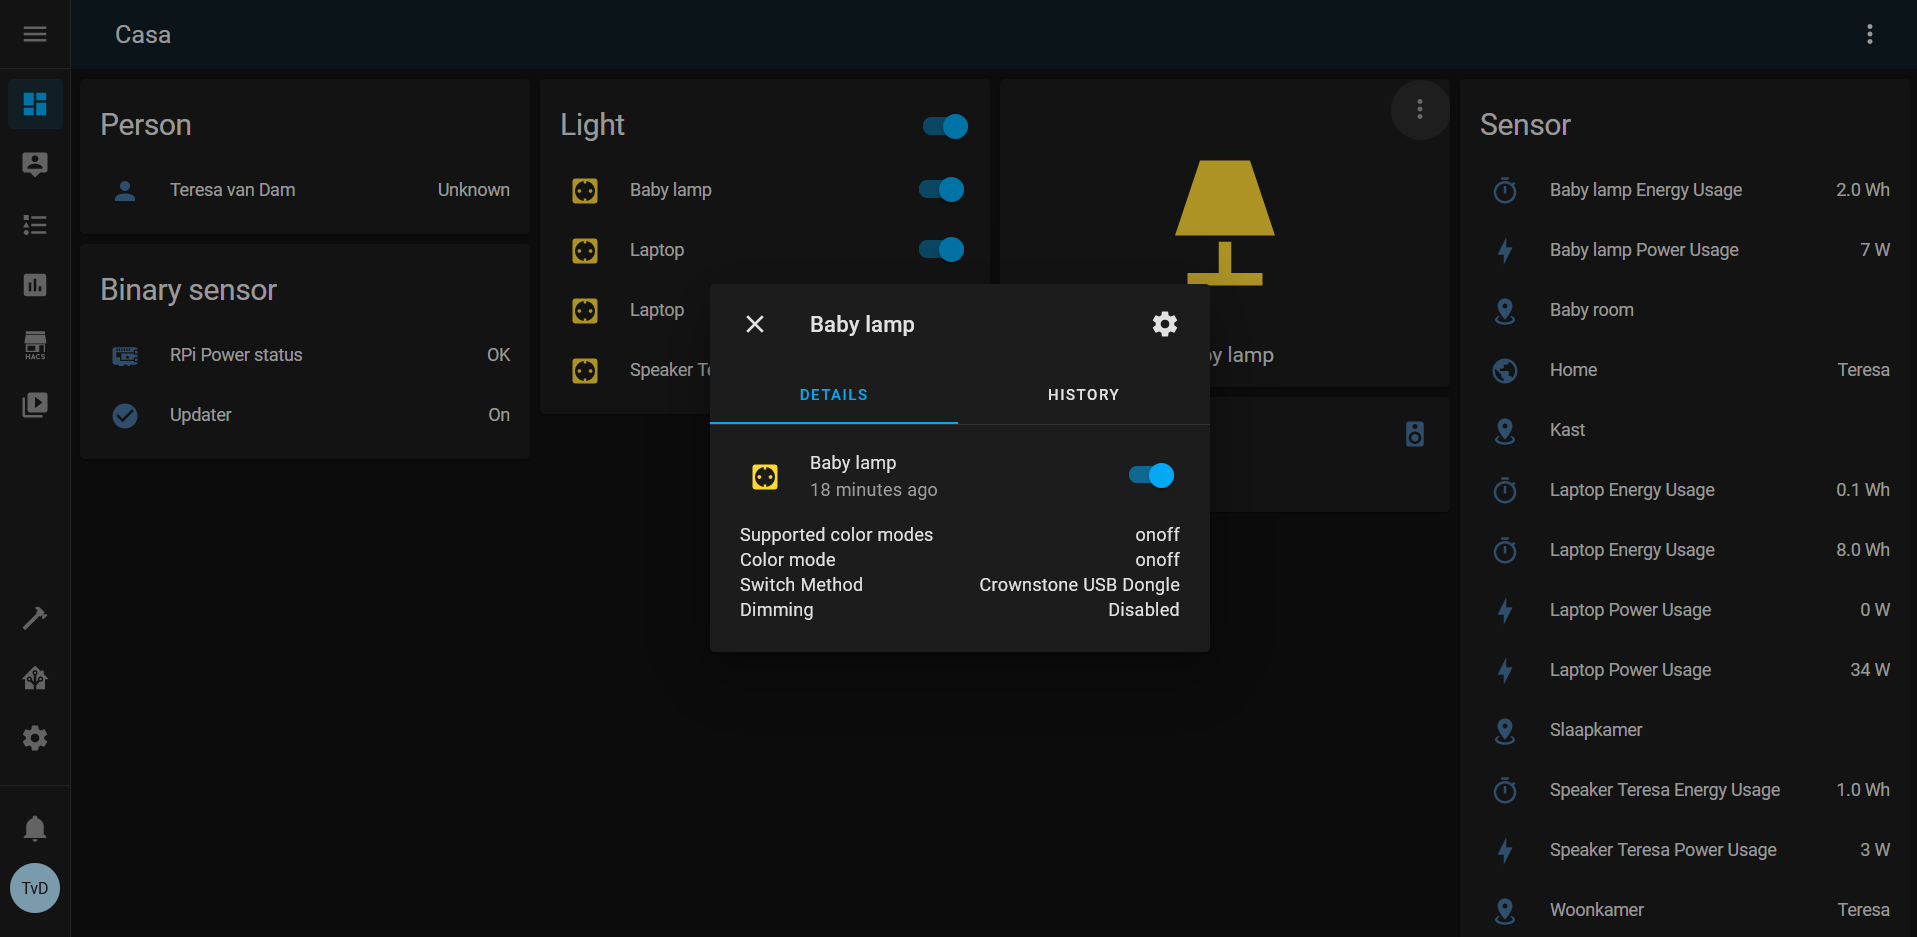 Casa
HACS
TvD
Person
Teresa van Dam Unknown
Binary sensor
RPi Power status OK
Updater On
Light
Baby lamp
Laptop
Laptop
Speaker Te
y lamp
Baby lamp
DETAILS HISTORY
Baby lamp
18 minutes ago
Supported color modes onoff
Color mode onoff
Switch Method Crownstone USB Dongle
Dimming Disabled
Sensor
Baby lamp Energy Usage 2.0 Wh
Baby lamp Power Usage 7 W
Baby room
Home Teresa
Kast
Laptop Energy Usage 0.1 Wh
Laptop Energy Usage 8.0 Wh
Laptop Power Usage 0 W
Laptop Power Usage 34 W
Slaapkamer
Speaker Teresa Energy Usage 1.0 Wh
Speaker Teresa Power Usage 3 W
Woonkamer Teresa